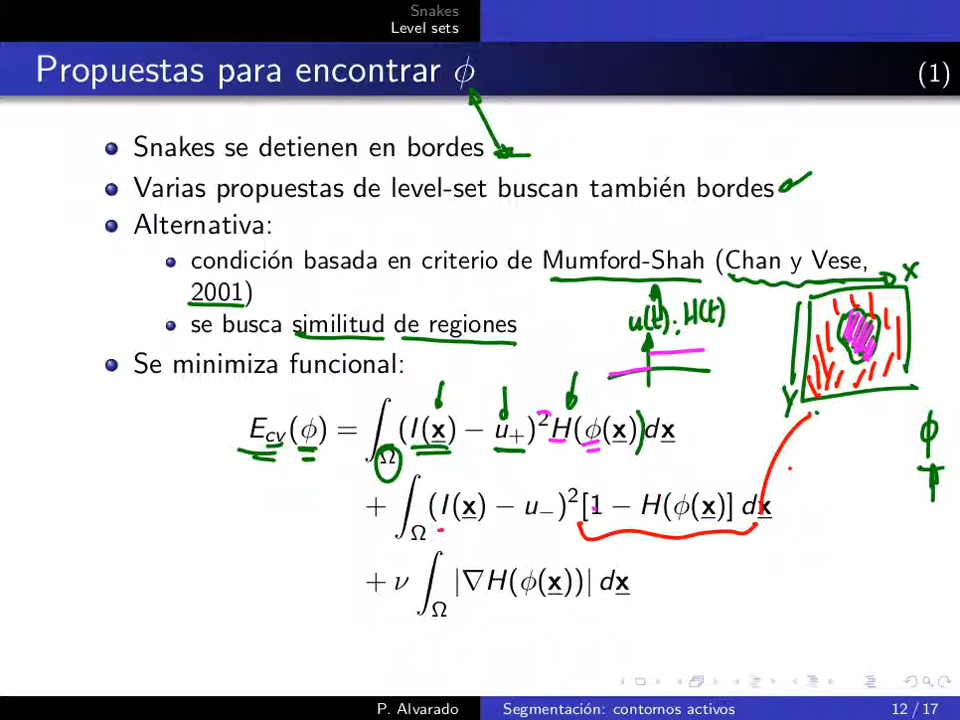 Snakes
Level sets
Propuestas para encontrar ϕ (1)
Snakes se detienen en bordes
Varias propuestas de level-set buscan también bordes
Alternativa:
condición basada en criterio de Mumford-Shah (Chan y Vese,
2001)
x
u(t) : H(t)
se busca similitud de regiones
Se minimiza funcional:
y
E_cv(ϕ) = ∫_Ω (I(x) − u₊)² H(ϕ(x)) dx
ϕ
+ ∫_Ω (I(x) − u₋)² [1 − H(ϕ(x)] dx
+ ν ∫_Ω |∇H(ϕ(x))| dx
P. Alvarado Segmentación: contornos activos 12 / 17